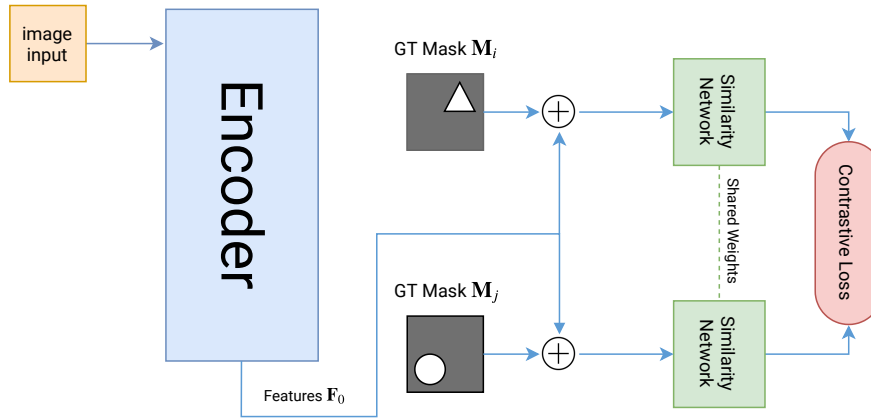 image
input
Encoder
Features F₀
GT Mask Mᵢ
GT Mask Mⱼ
Similarity
Network
Shared Weights
Similarity
Network
Contrastive Loss